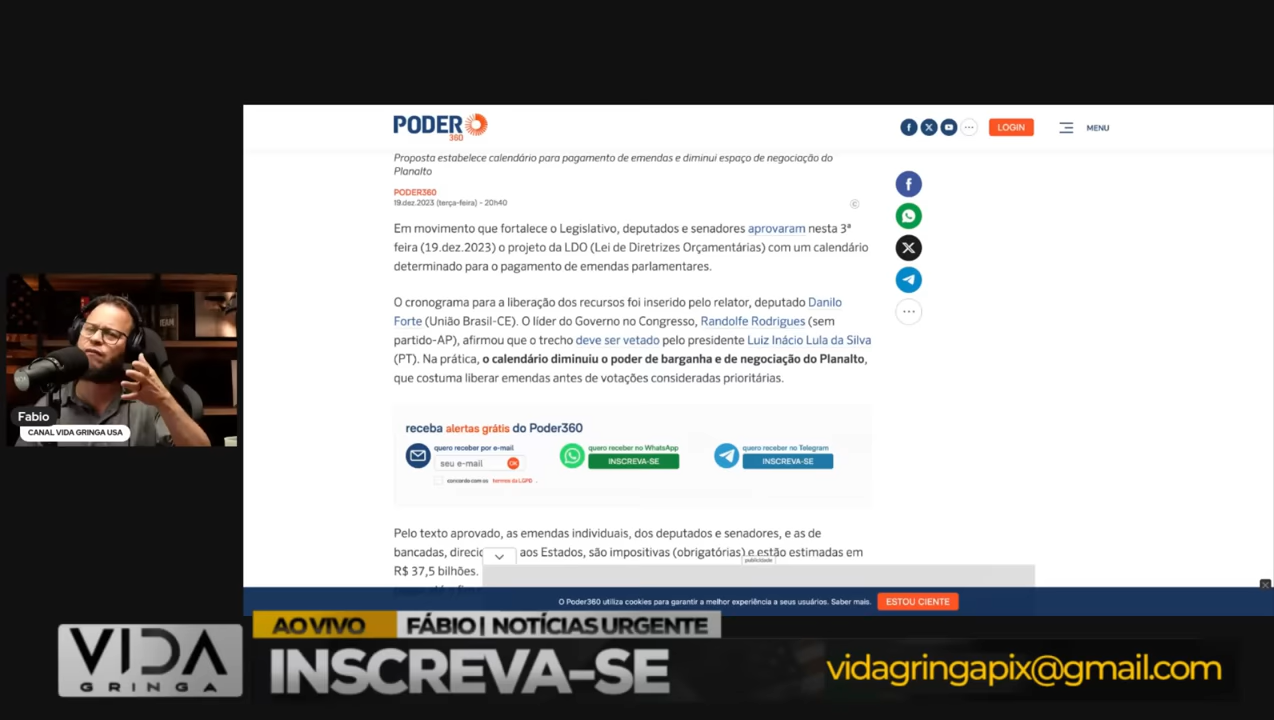 PODER
360
LOGIN
MENU
Proposta estabelece calendário para pagamento de emendas e diminui espaço de negociação do
Planalto
PODER360
19.dez.2023 (terça-feira) - 20h40
Em movimento que fortalece o Legislativo, deputados e senadores aprovaram nesta 3ª
feira (19.dez.2023) o projeto da LDO (Lei de Diretrizes Orçamentárias) com um calendário
determinado para o pagamento de emendas parlamentares.
O cronograma para a liberação dos recursos foi inserido pelo relator, deputado Danilo
Forte (União Brasil-CE). O líder do Governo no Congresso, Randolfe Rodrigues (sem
partido-AP), afirmou que o trecho deve ser vetado pelo presidente Luiz Inácio Lula da Silva
(PT). Na prática, o calendário diminuiu o poder de barganha e de negociação do Planalto,
que costuma liberar emendas antes de votações consideradas prioritárias.
receba alertas grátis do Poder360
quero receber por e-mail
seu e-mail
OK
concordo com os termos da LGPD.
quero receber no WhatsApp
INSCREVA-SE
quero receber no Telegram
INSCREVA-SE
Pelo texto aprovado, as emendas individuais, dos deputados e senadores, e as de
bancadas, direcio aos Estados, são impositivas (obrigatórias) e estão estimadas em
R$ 37,5 bilhões.
publicidade
O Poder360 utiliza cookies para garantir a melhor experiência a seus usuários. Saber mais.
ESTOU CIENTE
Fabio
CANAL VIDA GRINGA USA
AO VIVO
FÁBIO | NOTÍCIAS URGENTE
VIDA
GRINGA
INSCREVA-SE
vidagringapix@gmail.com